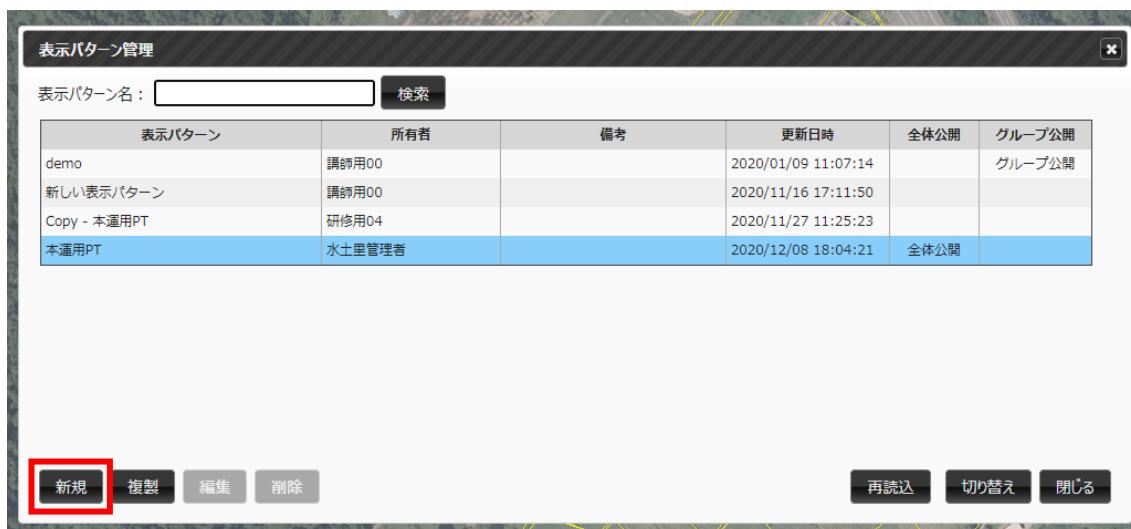 表示パターン管理
表示パターン名： 検索
表示パターン 所有者 備考 更新日時 全体公開 グループ公開
demo 講師用00 2020/01/09 11:07:14 グループ公開
新しい表示パターン 講師用00 2020/11/16 17:11:50
Copy - 本運用PT 研修用04 2020/11/27 11:25:23
本運用PT 水土里管理者 2020/12/08 18:04:21 全体公開
新規 複製 編集 削除 再読込 切り替え 閉じる